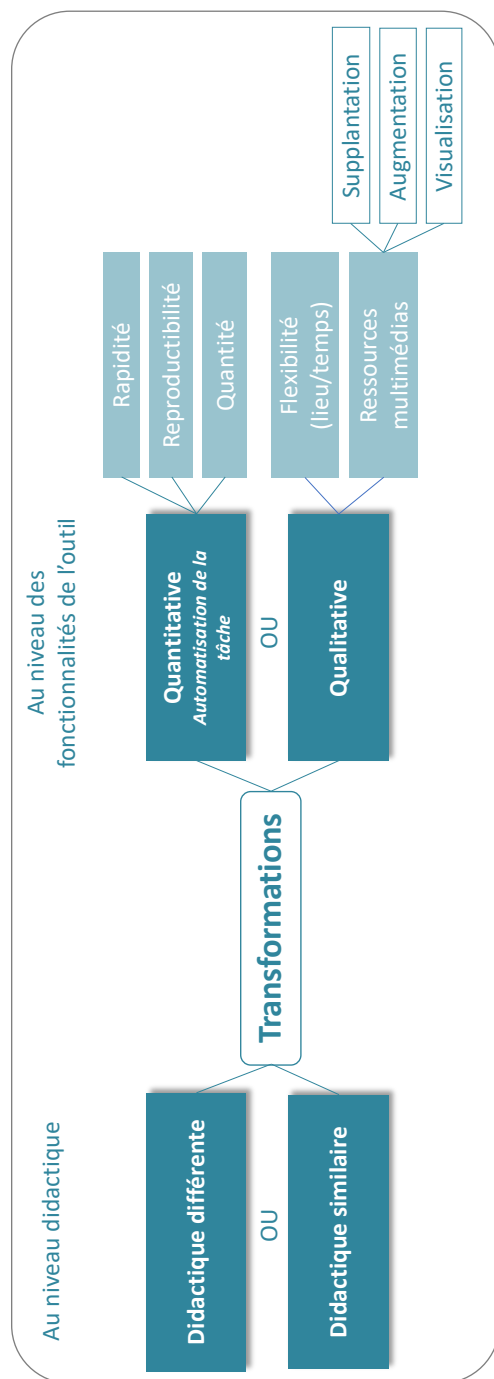 Au niveau didactique
Didactique différente
OU
Didactique similaire
Transformations
Au niveau des
fonctionnalités de l’outil
Quantitative
Automatisation de la
tâche
OU
Qualitative
Rapidité
Reproductibilité
Quantité
Flexibilité
(lieu/temps)
Ressources
multimédias
Supplantation
Augmentation
Visualisation